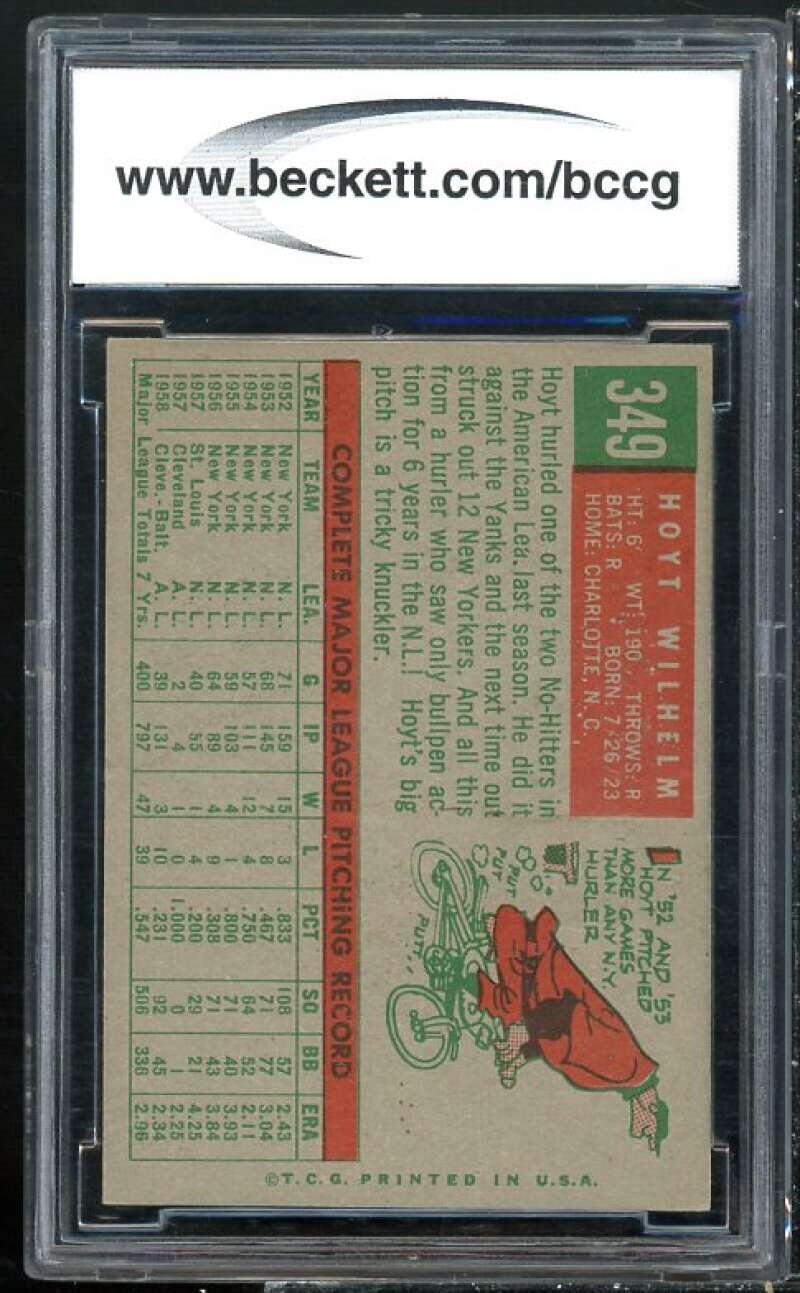 www.beckett.com/bccg
349
HOYT WILHELM
HT: 6' WT: 190 THROWS: R
BATS: R BORN: 7-26-23
HOME: CHARLOTTE, N. C.
Hoyt hurled one of the two No-Hitters in
the American Lea. last season. He did it
against the Yanks and the next time out
struck out 12 New Yorkers. And all this
from a hurler who saw only bullpen ac-
tion for 6 years in the N.L.! Hoyt's big
pitch is a tricky knuckler.
IN '52 AND '53
HOYT PITCHED
MORE GAMES
THAN ANY N.Y.
HURLER
PUT
PUT
PUTT...
COMPLETE MAJOR LEAGUE PITCHING RECORD
YEAR TEAM LEA. G IP W L PCT SO BB ERA
1952 New York N. L. 71 159 15 3 .833 108 57 2.43
1953 New York N. L. 68 145 7 8 .467 71 77 3.04
1954 New York N. L. 57 111 12 4 .750 64 52 2.11
1955 New York N. L. 59 103 4 1 .800 71 40 3.93
1956 New York N. L. 64 89 4 9 .308 71 43 3.84
1957 St. Louis N. L. 40 55 1 4 .200 29 21 4.25
1957 Cleveland A. L. 2 4 1 0 1.000 0 1 2.25
1958 Cleve.-Balt. A. L. 39 131 3 10 .231 92 45 2.34
Major League Totals 7 Yrs. 400 797 47 39 .547 506 336 2.96
©T.C.G. PRINTED IN U.S.A.